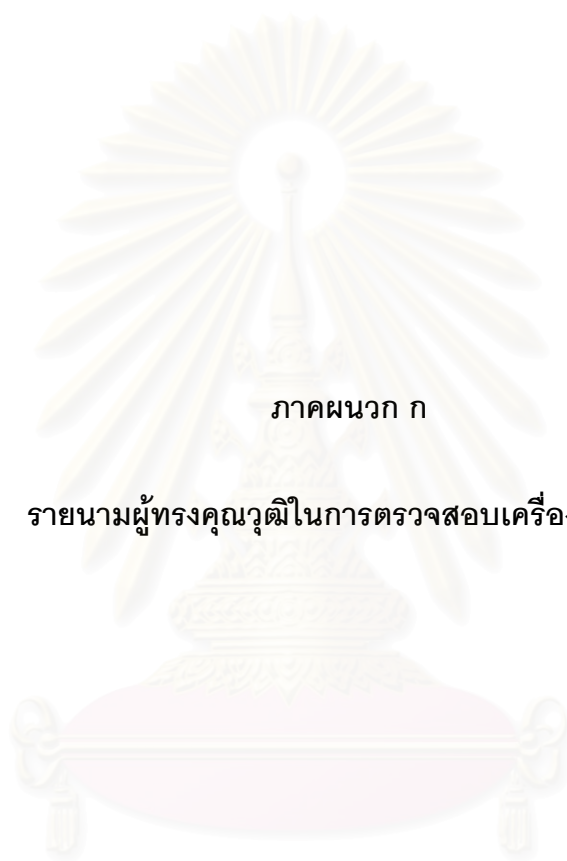 ภาคผนวก ก
รายนามผู้ทรงคุณวุฒิในการตรวจสอบเครื่อง